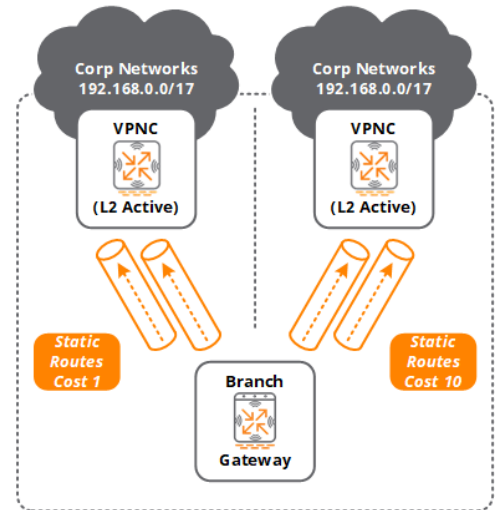 Corp Networks
192.168.0.0/17
VPNC
(L2 Active)
Corp Networks
192.168.0.0/17
VPNC
(L2 Active)
Static
Routes
Cost 1
Static
Routes
Cost 10
Branch
Gateway